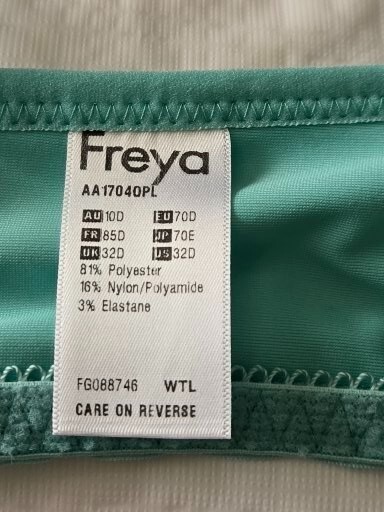 Freya
AA17040PL
AU 10D EU 70D
FR 85D JP 70E
UK 32D US 32D
81% Polyester
16% Nylon/Polyamide
3% Elastane
FG088746 WTL
CARE ON REVERSE